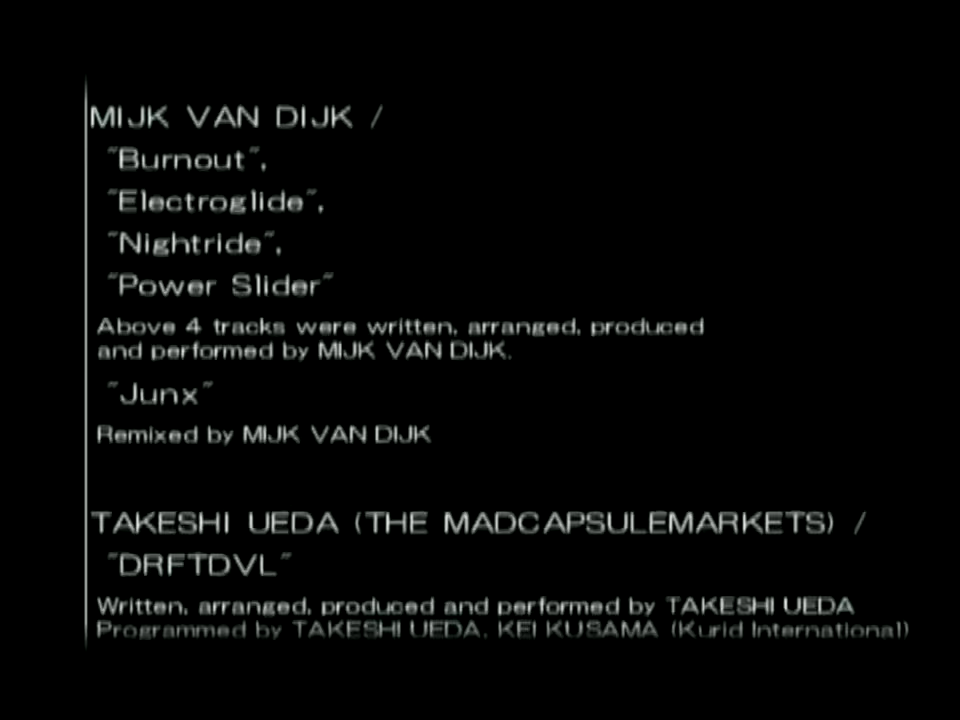 MIJK VAN DIJK /
"Burnout",
"Electroglide",
"Nightride",
"Power Slider"
Above 4 tracks were written, arranged, produced
and performed by MIJK VAN DIJK.
"Junx"
Remixed by MIJK VAN DIJK
TAKESHI UEDA (THE MADCAPSULEMARKETS) /
"DRFTDVL"
Written, arranged, produced and performed by TAKESHI UEDA
Programmed by TAKESHI UEDA, KEI KUSAMA (Kurid International)